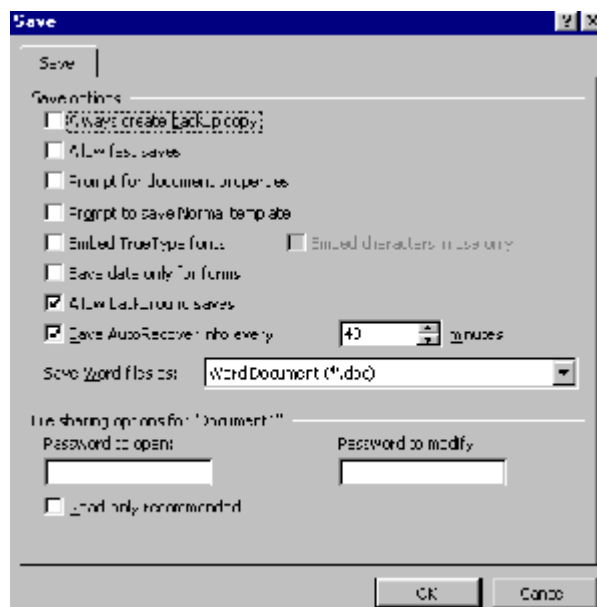 Save
Save
Save options
Always create backup copy
Allow fast saves
Prompt for document properties
Prompt to save Normal template
Embed TrueType fonts Embed characters in use only
Save data only for forms
Allow background saves
Save AutoRecover info every 40 minutes
Save Word files as: Word Document (*.doc)
File sharing options for "Document1"
Password to open: Password to modify
Read-only recommended
OK Cancel